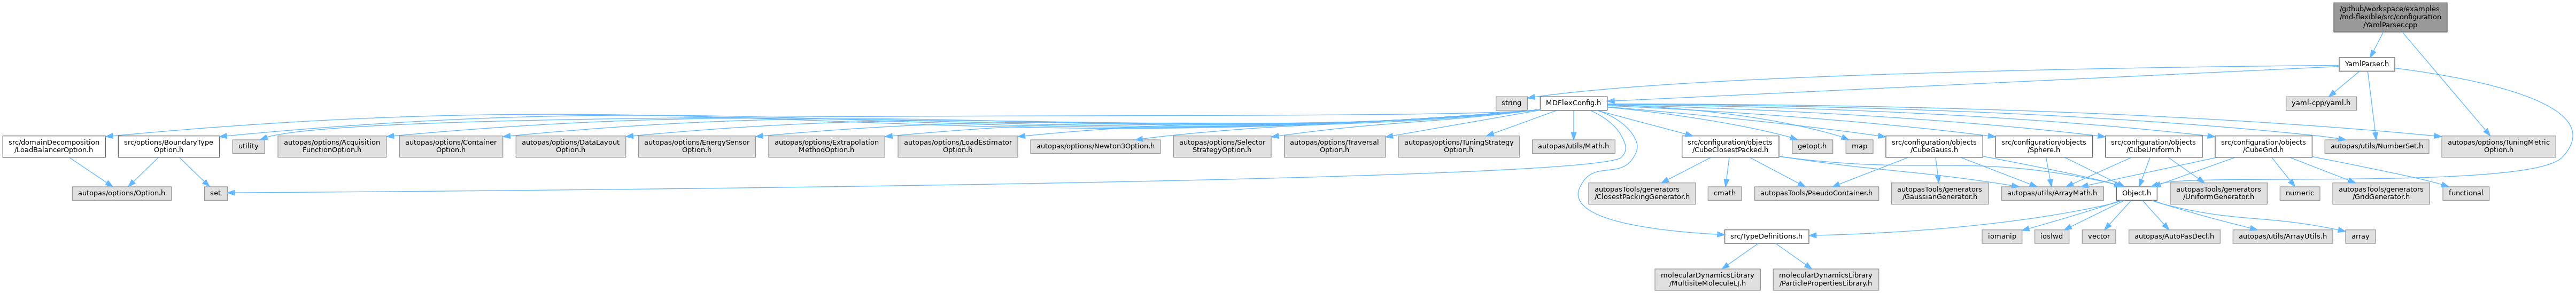 /github/workspace/examples
/md-flexible/src/configuration
/YamlParser.cpp
YamlParser.h
string
MDFlexConfig.h
yaml-cpp/yaml.h
src/domainDecomposition
/LoadBalancerOption.h
src/options/BoundaryType
Option.h
utility
autopas/options/Acquisition
FunctionOption.h
autopas/options/Container
Option.h
autopas/options/DataLayout
Option.h
autopas/options/EnergySensor
Option.h
autopas/options/Extrapolation
MethodOption.h
autopas/options/LoadEstimator
Option.h
autopas/options/Newton3Option.h
autopas/options/Selector
StrategyOption.h
autopas/options/Traversal
Option.h
autopas/options/TuningStrategy
Option.h
autopas/utils/Math.h
src/configuration/objects
/CubeClosestPacked.h
getopt.h
map
src/configuration/objects
/CubeGauss.h
src/configuration/objects
/Sphere.h
src/configuration/objects
/CubeUniform.h
src/configuration/objects
/CubeGrid.h
autopas/utils/NumberSet.h
autopas/options/TuningMetric
Option.h
autopas/options/Option.h
set
autopasTools/generators
/ClosestPackingGenerator.h
cmath
autopasTools/PseudoContainer.h
autopasTools/generators
/GaussianGenerator.h
autopas/utils/ArrayMath.h
Object.h
autopasTools/generators
/UniformGenerator.h
numeric
autopasTools/generators
/GridGenerator.h
functional
src/TypeDefinitions.h
iomanip
iosfwd
vector
autopas/AutoPasDecl.h
autopas/utils/ArrayUtils.h
array
molecularDynamicsLibrary
/MultisiteMoleculeLJ.h
molecularDynamicsLibrary
/ParticlePropertiesLibrary.h